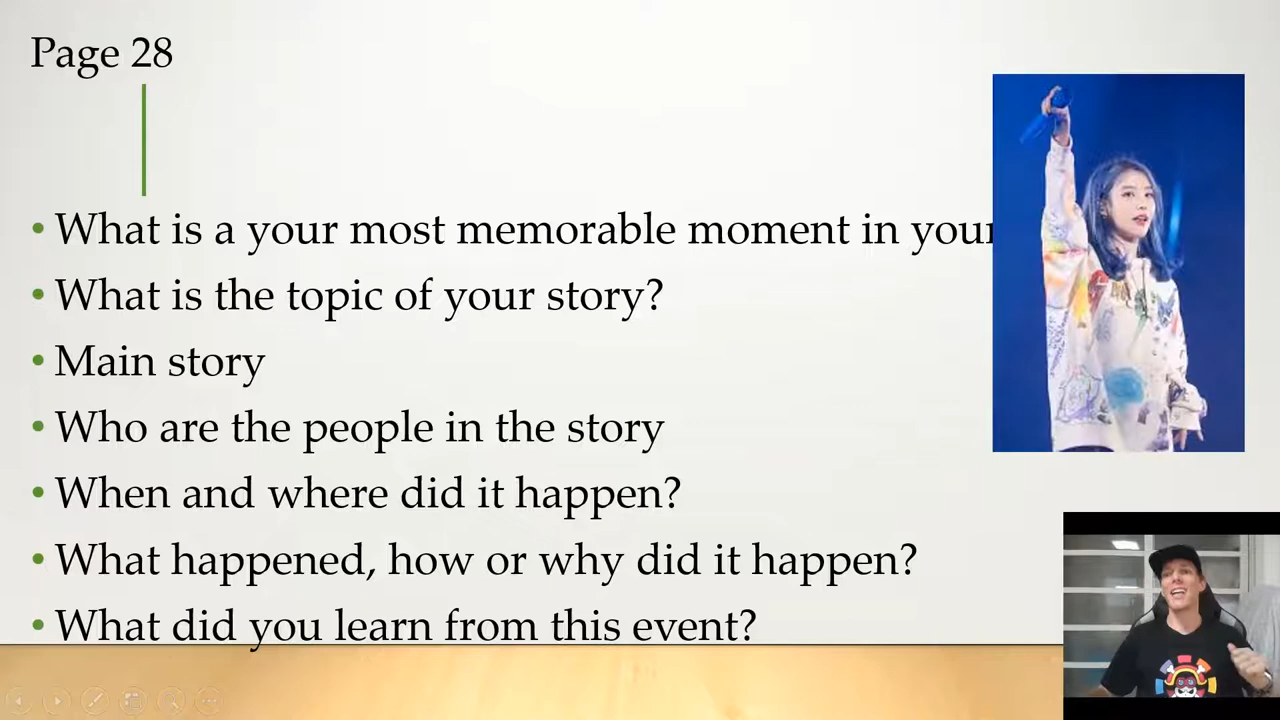 Page 28
• What is a your most memorable moment in your
• What is the topic of your story?
• Main story
• Who are the people in the story
• When and where did it happen?
• What happened, how or why did it happen?
• What did you learn from this event?